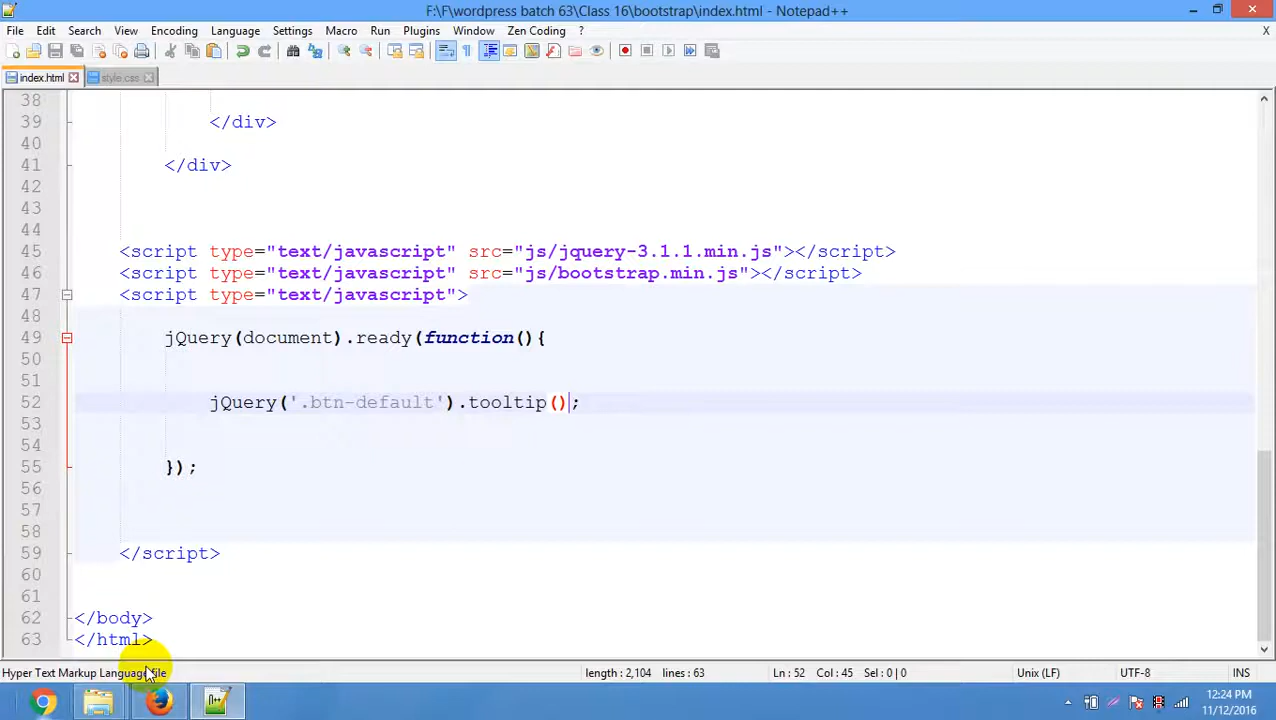 F:\F\wordpress batch 63\Class 16\bootstrap\index.html - Notepad++
File Edit Search View Encoding Language Settings Macro Run Plugins Window Zen Coding ? X
index.html style.css
38
39 </div>
40
41 </div>
42
43
44
45 <script type="text/javascript" src="js/jquery-3.1.1.min.js"></script>
46 <script type="text/javascript" src="js/bootstrap.min.js"></script>
47 <script type="text/javascript">
48
49 jQuery(document).ready(function(){
50
51
52 jQuery('.btn-default').tooltip();
53
54
55 });
56
57
58
59 </script>
60
61
62 </body>
63 </html>
Hyper Text Markup Language file length : 2,104 lines : 63 Ln : 52 Col : 45 Sel : 0 | 0 Unix (LF) UTF-8 INS
12:24 PM
11/12/2016